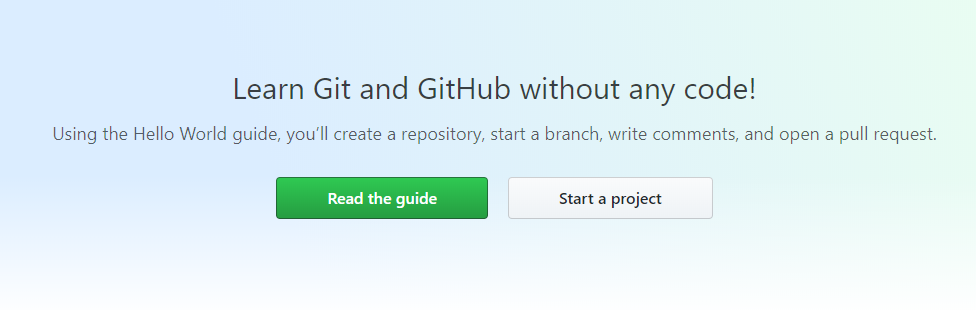 Learn Git and GitHub without any code!
Using the Hello World guide, you’ll create a repository, start a branch, write comments, and open a pull request.
Read the guide
Start a project